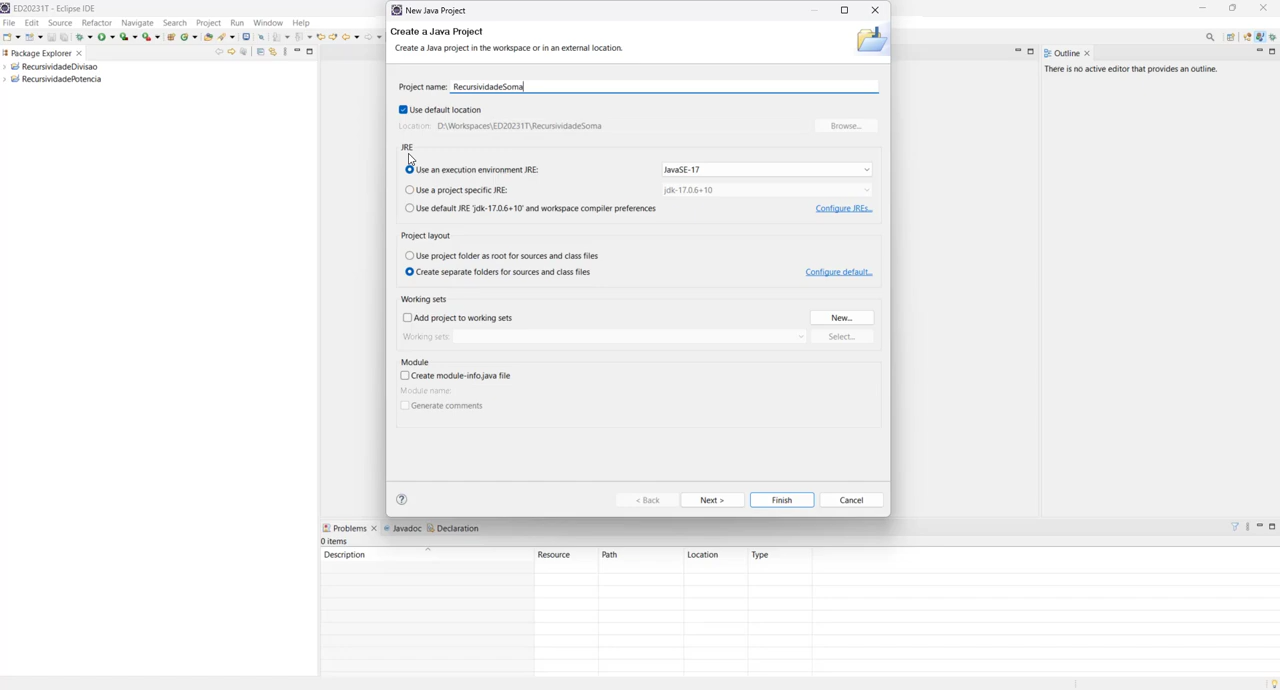 ED20231T - Eclipse IDE
File Edit Source Refactor Navigate Search Project Run Window Help
Package Explorer
RecursividadeDivisao
RecursividadePotencia
New Java Project
Create a Java Project
Create a Java project in the workspace or in an external location.
Project name: RecursividadeSoma
Use default location
Location: D:\Workspaces\ED20231T\RecursividadeSoma Browse...
JRE
Use an execution environment JRE: JavaSE-17
Use a project specific JRE: jdk-17.0.6+10
Use default JRE 'jdk-17.0.6+10' and workspace compiler preferences Configure JREs...
Project layout
Use project folder as root for sources and class files
Create separate folders for sources and class files Configure default...
Working sets
Add project to working sets New...
Working sets: Select...
Module
Create module-info.java file
Module name:
Generate comments
< Back Next > Finish Cancel
Outline
There is no active editor that provides an outline.
Problems Javadoc Declaration
0 items
Description Resource Path Location Type